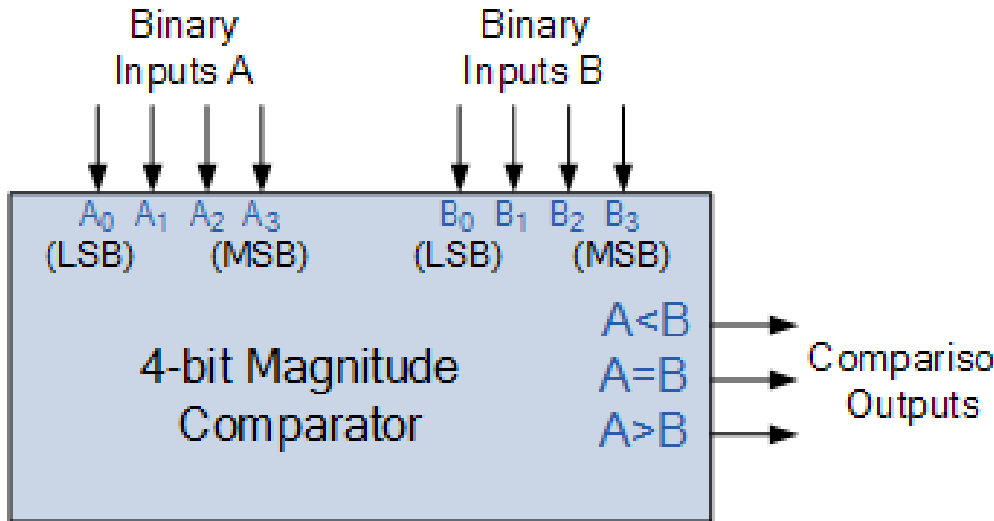 Binary
Inputs A
Binary
Inputs B
A₀ A₁ A₂ A₃
(LSB) (MSB)
B₀ B₁ B₂ B₃
(LSB) (MSB)
4-bit Magnitude
Comparator
A<B
A=B
A>B
Compariso
Outputs